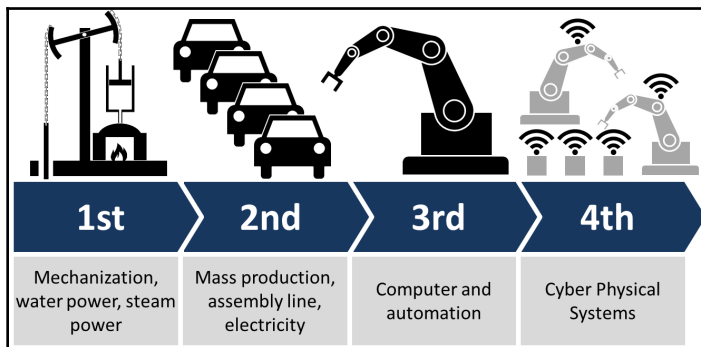 1st
2nd
3rd
4th
Mechanization,
water power, steam
power
Mass production,
assembly line,
electricity
Computer and
automation
Cyber Physical
Systems